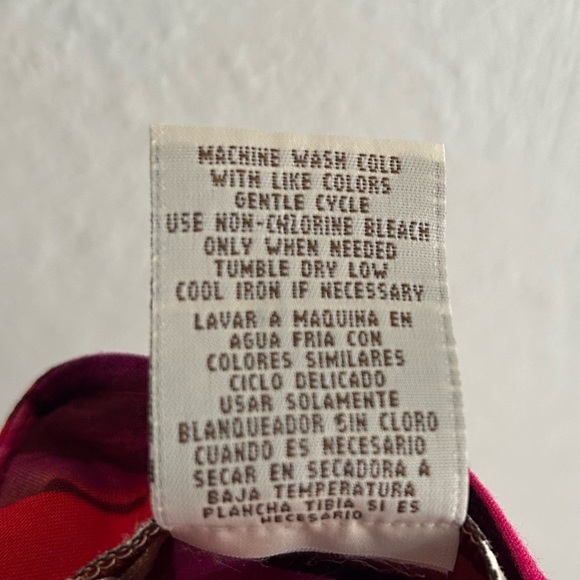 MACHINE WASH COLD
WITH LIKE COLORS
GENTLE CYCLE
USE NON-CHLORINE BLEACH
ONLY WHEN NEEDED
TUMBLE DRY LOW
COOL IRON IF NECESSARY
LAVAR A MAQUINA EN
AGUA FRIA CON
COLORES SIMILARES
CICLO DELICADO
USAR SOLAMENTE
BLANQUEADOR SIN CLORO
CUANDO ES NECESARIO
SECAR EN SECADORA A
BAJA TEMPERATURA
PLANCHA TIBIA SI ES
NECESARIO